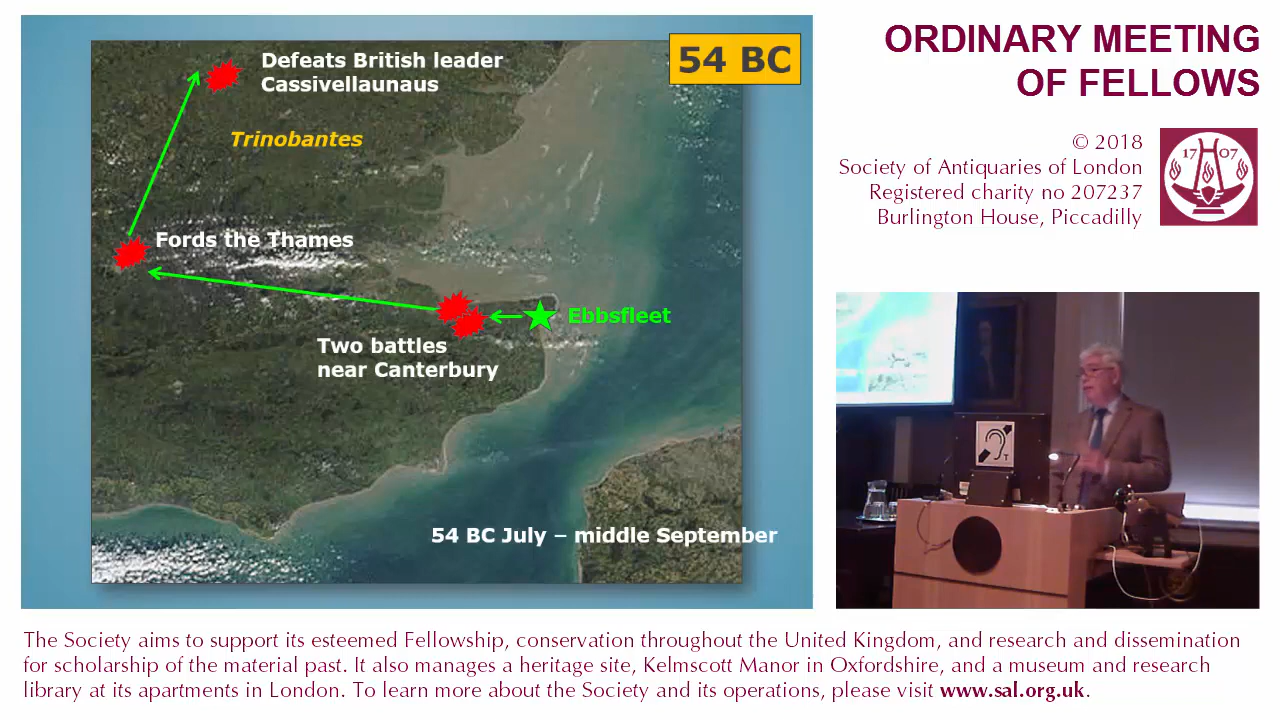 Defeats British leader
Cassivellaunaus
54 BC
Trinobantes
Fords the Thames
Ebbsfleet
Two battles
near Canterbury
54 BC July – middle September
ORDINARY MEETING
OF FELLOWS
© 2018
Society of Antiquaries of London
Registered charity no 207237
Burlington House, Piccadilly
17 07
T
The Society aims to support its esteemed Fellowship, conservation throughout the United Kingdom, and research and dissemination
for scholarship of the material past. It also manages a heritage site, Kelmscott Manor in Oxfordshire, and a museum and research
library at its apartments in London. To learn more about the Society and its operations, please visit www.sal.org.uk.